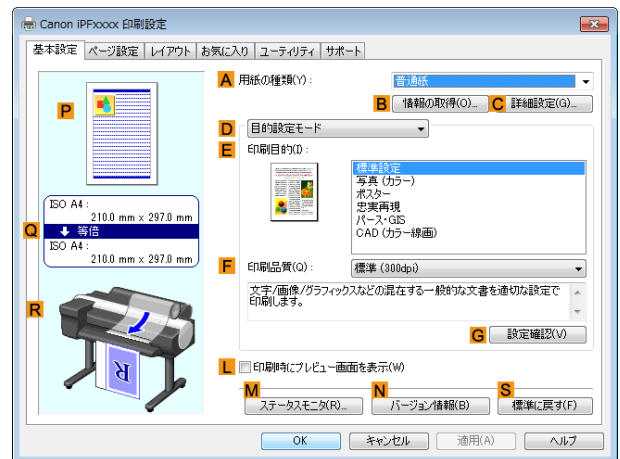 Canon iPFxxxx 印刷設定
基本設定 ページ設定 レイアウト お気に入り ユーティリティ サポート
A 用紙の種類(Y) : 普通紙
B 情報の取得(O)... C 詳細設定(G)...
P
D 目的設定モード
E 印刷目的(I) :
標準設定
写真 (カラー)
ポスター
忠実再現
パース・GIS
CAD (カラー線画)
ISO A4 :
210.0 mm x 297.0 mm
Q 等倍
ISO A4 :
210.0 mm x 297.0 mm
F 印刷品質(Q) : 標準 (300dpi)
文字/画像/グラフィックスなどの混在する一般的な文書を適切な設定で
印刷します。
R
G 設定確認(V)
L 印刷時にプレビュー画面を表示(W)
M ステータスモニタ(R)... N バージョン情報(B) S 標準に戻す(F)
OK キャンセル 適用(A) ヘルプ